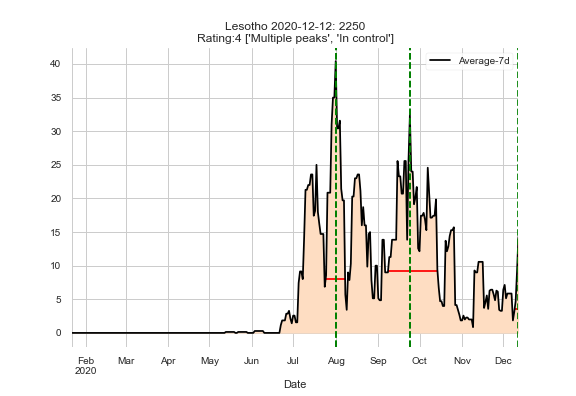 Lesotho 2020-12-12: 2250
Rating:4 ['Multiple peaks', 'In control']
Average-7d
40
35
30
25
20
15
10
5
0
Feb Mar Apr May Jun Jul Aug Sep Oct Nov Dec
2020
Date